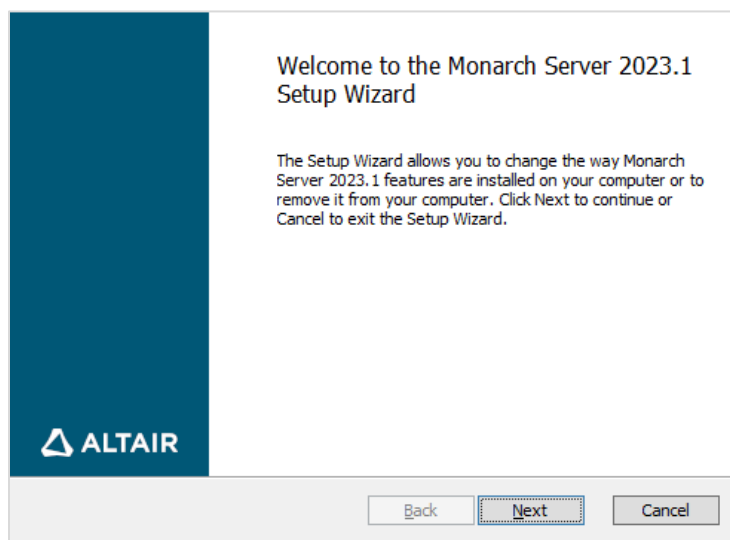 Welcome to the Monarch Server 2023.1
Setup Wizard
The Setup Wizard allows you to change the way Monarch
Server 2023.1 features are installed on your computer or to
remove it from your computer. Click Next to continue or
Cancel to exit the Setup Wizard.
ALTAIR
Back Next Cancel